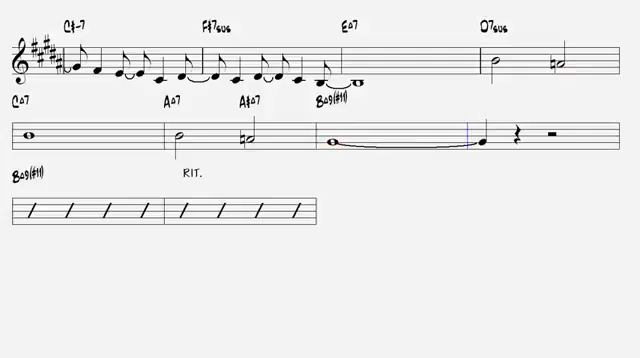 C#-7 F#7sus E△7 D7sus
C△7 A△7 A#△7 B△9(#11)
B△9(#11) RIT.